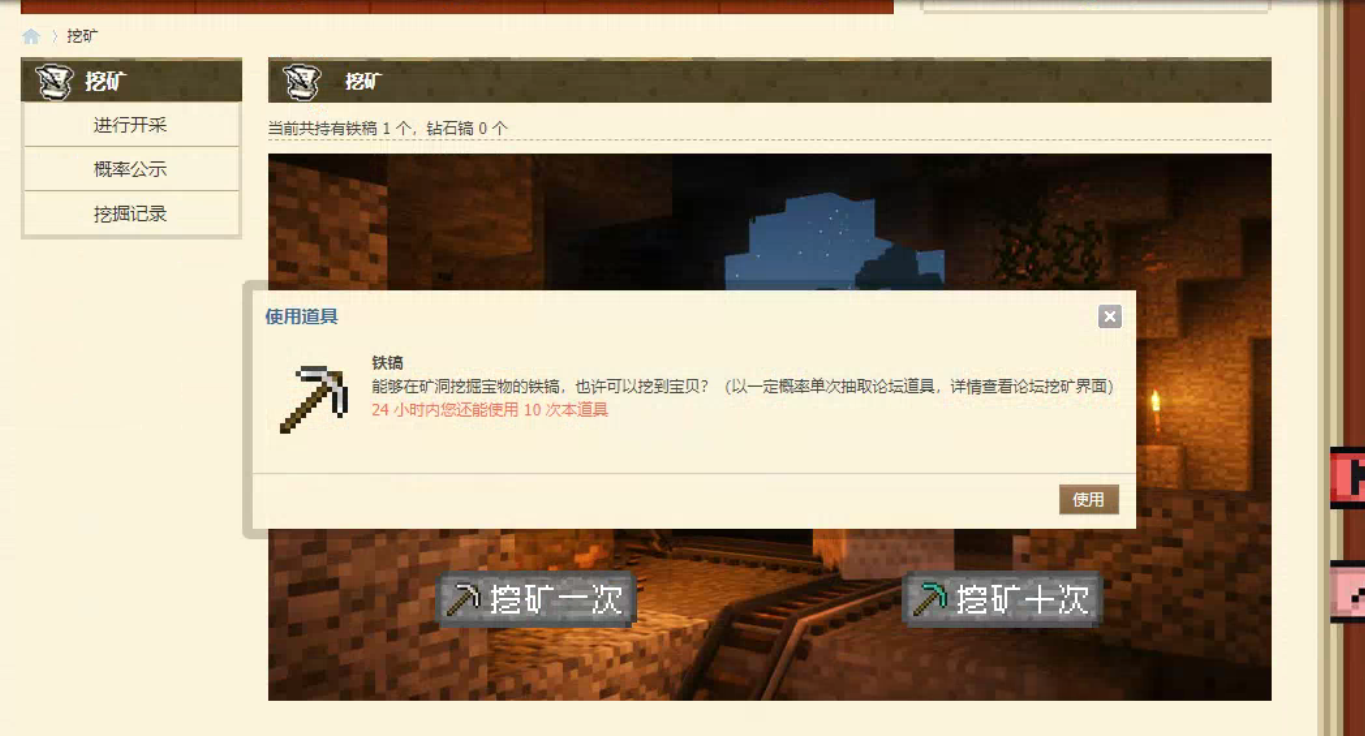 挖矿
挖矿
进行开采
概率公示
挖掘记录
挖矿
当前共持有铁稿 1 个，钻石镐 0 个
使用道具
铁镐
能够在矿洞挖掘宝物的铁镐，也许可以挖到宝贝？（以一定概率单次抽取论坛道具，详情查看论坛挖矿界面）
24 小时内您还能使用 10 次本道具
使用
挖矿一次
挖矿十次